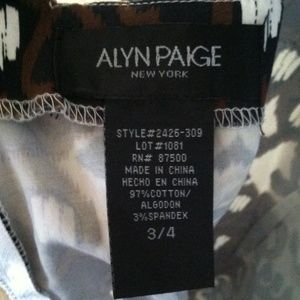 ALYN PAIGE
NEW YORK
STYLE#2426-309
LOT#1081
RN# 87500
MADE IN CHINA
HECHO EN CHINA
97%COTTON/
ALGODON
3%SPANDEX
3/4